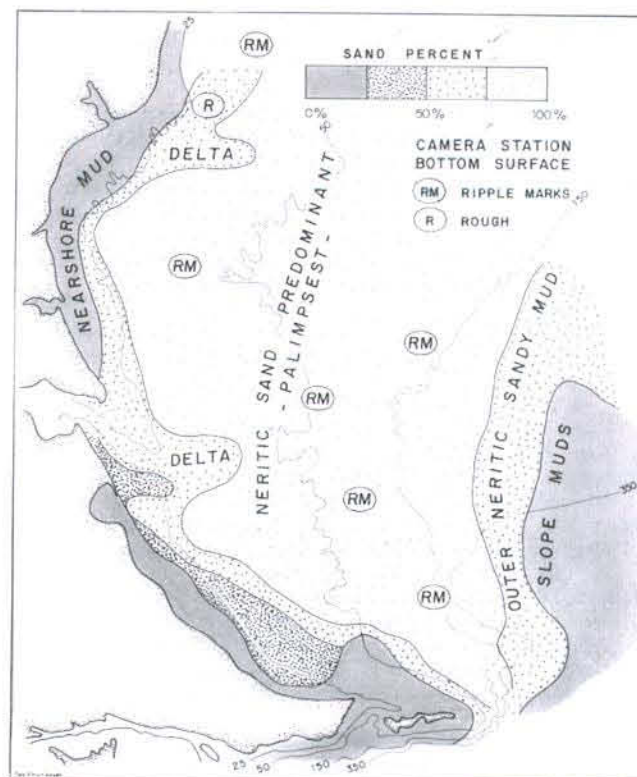 25
RM
SAND PERCENT
0% 50% 100%
R
CAMERA STATION
BOTTOM SURFACE
RM RIPPLE MARKS
R ROUGH
DELTA
NEARSHORE MUD
RM
NERITIC SAND PREDOMINANT
- PALIMPSEST -
150
RM
RM
OUTER NERITIC SANDY MUD
DELTA
SLOPE MUDS
350
RM
RM
25 50 150 350